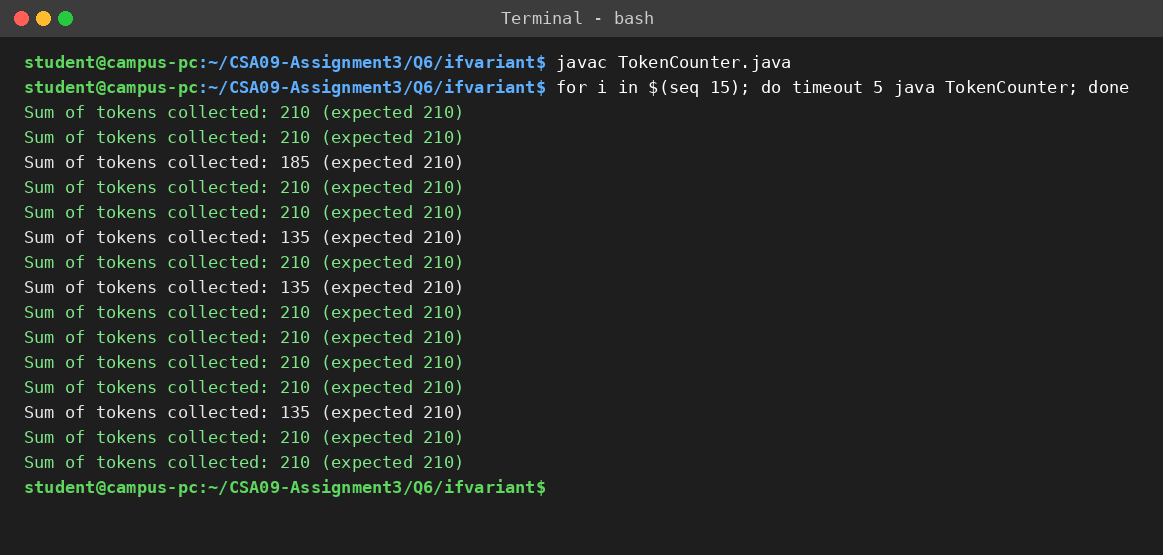 Terminal - bash
student@campus-pc:~/CSA09-Assignment3/Q6/ifvariant$ javac TokenCounter.java
student@campus-pc:~/CSA09-Assignment3/Q6/ifvariant$ for i in $(seq 15); do timeout 5 java TokenCounter; done
Sum of tokens collected: 210 (expected 210)
Sum of tokens collected: 210 (expected 210)
Sum of tokens collected: 185 (expected 210)
Sum of tokens collected: 210 (expected 210)
Sum of tokens collected: 210 (expected 210)
Sum of tokens collected: 135 (expected 210)
Sum of tokens collected: 210 (expected 210)
Sum of tokens collected: 135 (expected 210)
Sum of tokens collected: 210 (expected 210)
Sum of tokens collected: 210 (expected 210)
Sum of tokens collected: 210 (expected 210)
Sum of tokens collected: 210 (expected 210)
Sum of tokens collected: 135 (expected 210)
Sum of tokens collected: 210 (expected 210)
Sum of tokens collected: 210 (expected 210)
student@campus-pc:~/CSA09-Assignment3/Q6/ifvariant$